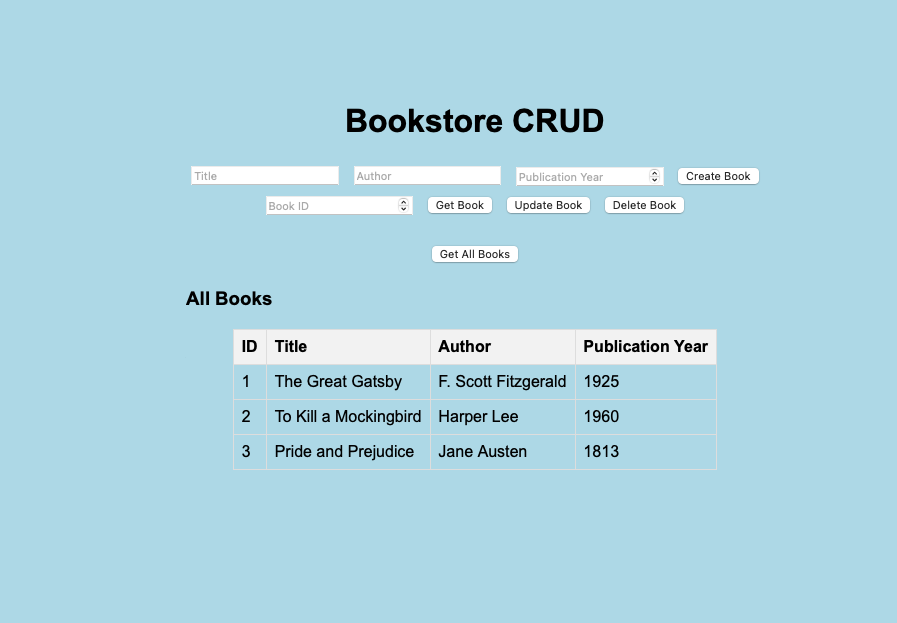 Bookstore CRUD
Title Author Publication Year Create Book
Book ID Get Book Update Book Delete Book
Get All Books
All Books
ID Title Author Publication Year
1 The Great Gatsby F. Scott Fitzgerald 1925
2 To Kill a Mockingbird Harper Lee 1960
3 Pride and Prejudice Jane Austen 1813